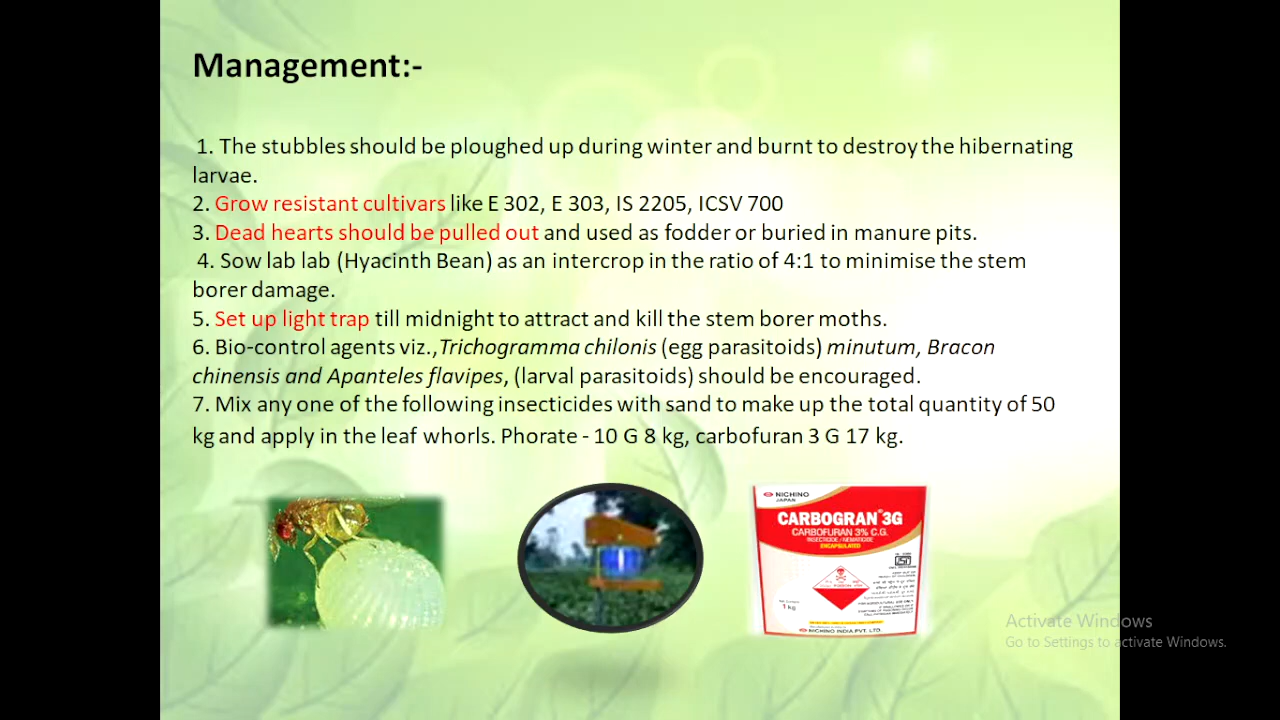 Management:-
1. The stubbles should be ploughed up during winter and burnt to destroy the hibernating
larvae.
2. Grow resistant cultivars like E 302, E 303, IS 2205, ICSV 700
3. Dead hearts should be pulled out and used as fodder or buried in manure pits.
4. Sow lab lab (Hyacinth Bean) as an intercrop in the ratio of 4:1 to minimise the stem
borer damage.
5. Set up light trap till midnight to attract and kill the stem borer moths.
6. Bio-control agents viz.,Trichogramma chilonis (egg parasitoids) minutum, Bracon
chinensis and Apanteles flavipes, (larval parasitoids) should be encouraged.
7. Mix any one of the following insecticides with sand to make up the total quantity of 50
kg and apply in the leaf whorls. Phorate - 10 G 8 kg, carbofuran 3 G 17 kg.
NICHINO
JAPAN
CARBOGRAN® 3G
CARBOFURAN 3% C.G.
INSECTICIDE / NEMATICIDE
ENCAPSULATED
POISON
1 kg
NICHINO INDIA PVT. LTD.
Activate Windows
Go to Settings to activate Windows.